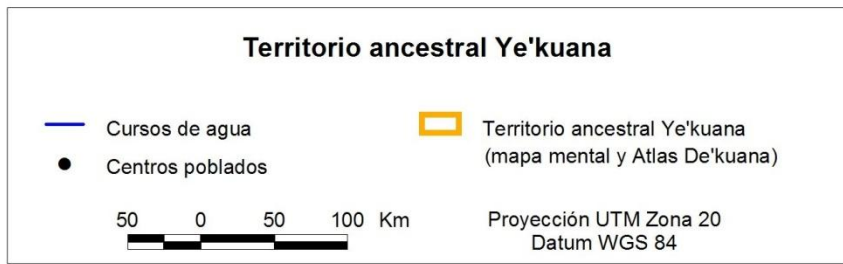 Territorio ancestral Ye'kuana
Cursos de agua
Centros poblados
Territorio ancestral Ye'kuana
(mapa mental y Atlas De'kuana)
50 0 50 100 Km
Proyección UTM Zona 20
Datum WGS 84